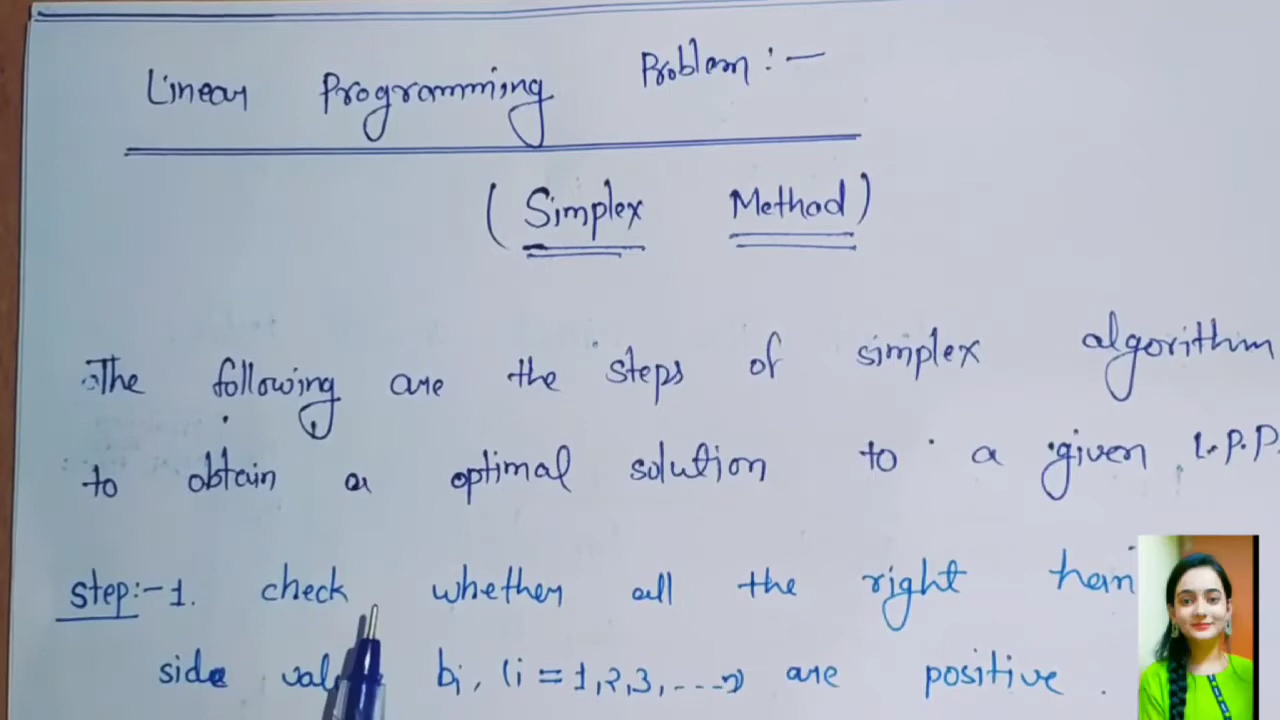 Linear Programming Problem :—
( Simplex Method )
The following are the steps of simplex algorithm
to obtain a optimal solution to a given L.P.P.
step:-1. check whether all the right
side bi, (i = 1,2,3, ---n) are positive.